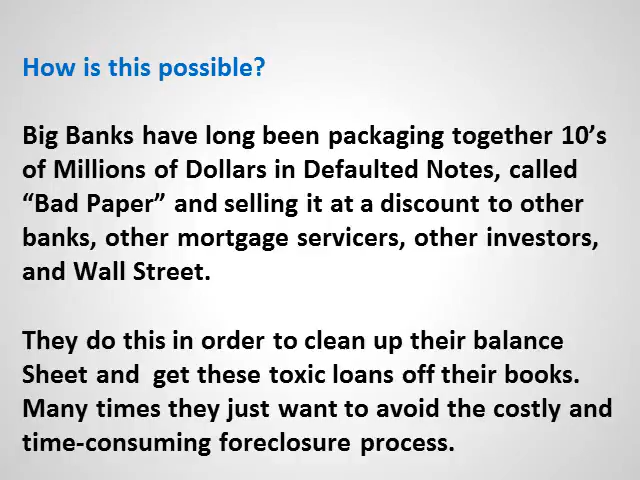 How is this possible?
Big Banks have long been packaging together 10’s
of Millions of Dollars in Defaulted Notes, called
“Bad Paper” and selling it at a discount to other
banks, other mortgage servicers, other investors,
and Wall Street.
They do this in order to clean up their balance
Sheet and  get these toxic loans off their books.
Many times they just want to avoid the costly and
time-consuming foreclosure process.